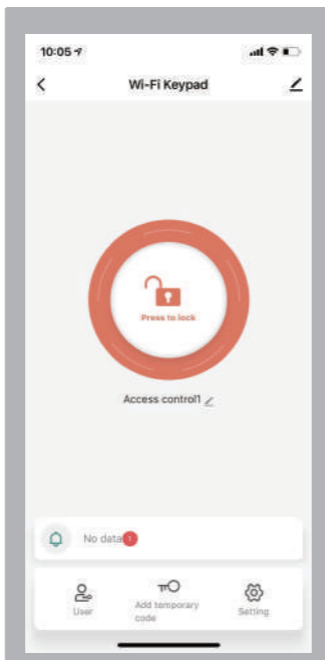 10:05
Wi-Fi Keypad
Press to lock
Access control1
No data 1
User
Add temporary
code
Setting